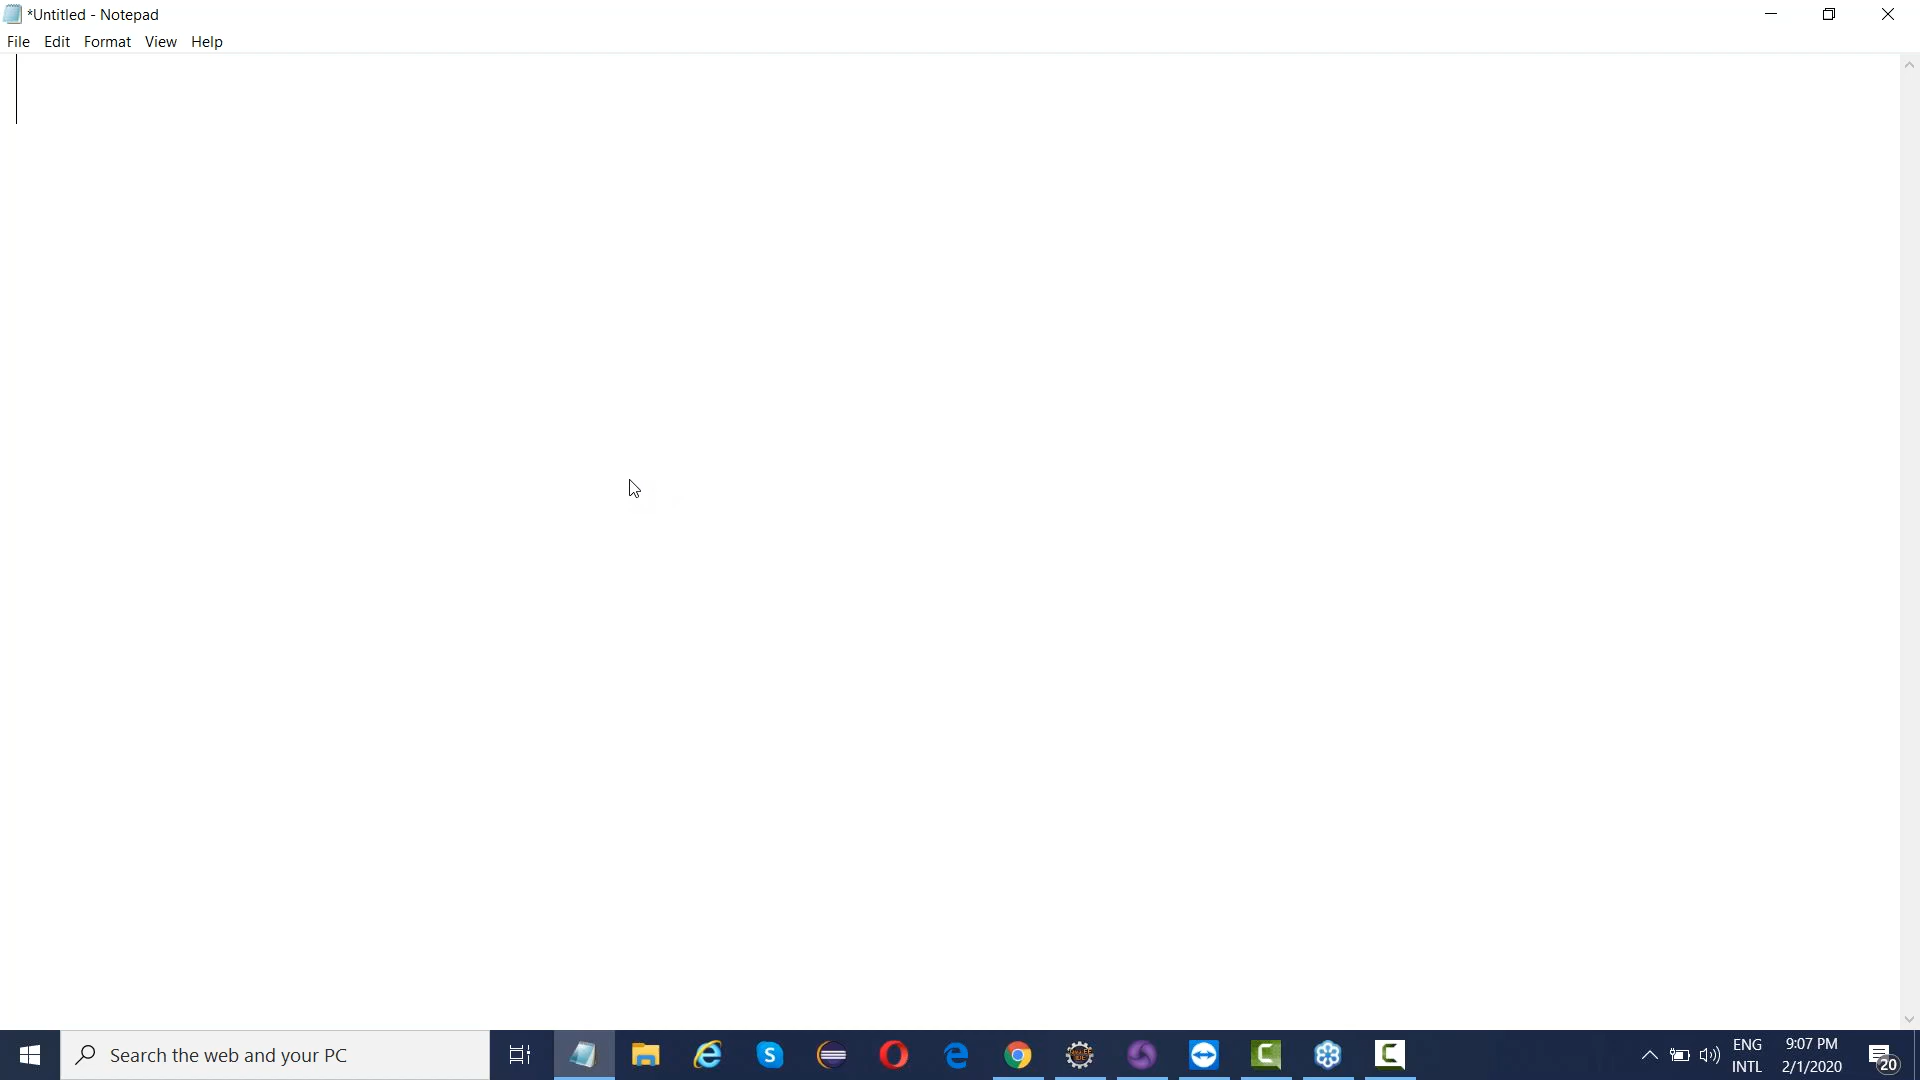 *Untitled - Notepad
File Edit Format View Help
Search the web and your PC
ENG
INTL
9:07 PM
2/1/2020
20